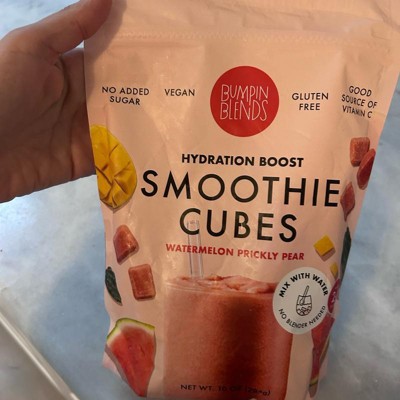 BUMPIN
BLENDS
NO ADDED
SUGAR
VEGAN
GLUTEN
FREE
GOOD
SOURCE OF
VITAMIN C
HYDRATION BOOST
SMOOTHIE
CUBES
WATERMELON PRICKLY PEAR
MIX WITH WATER
NO BLENDER NEEDED
NET WT.